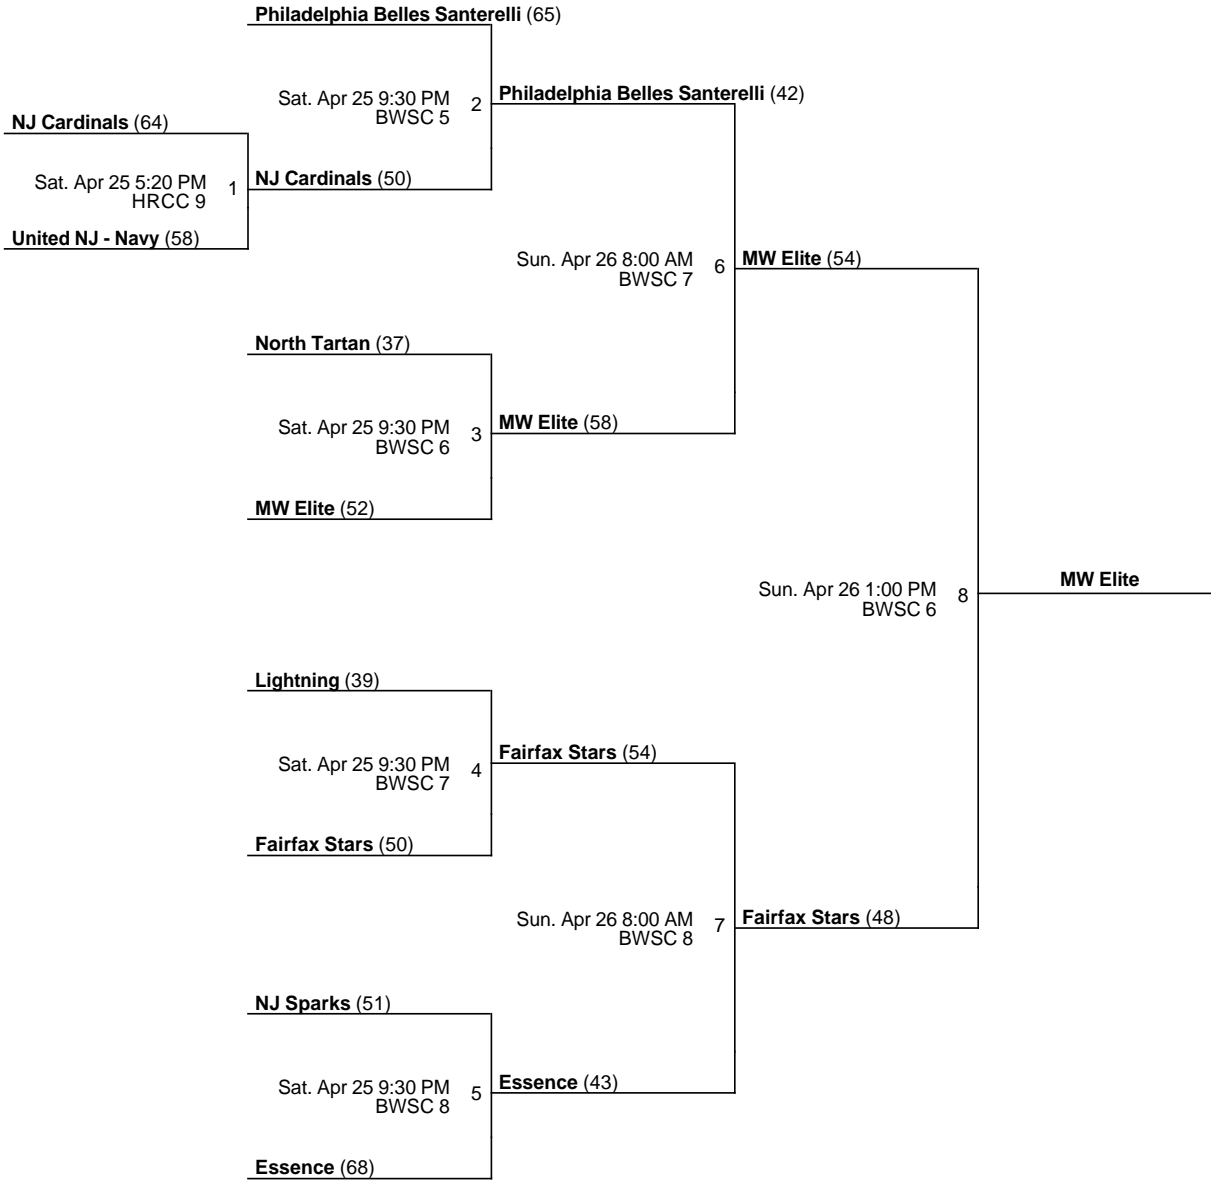 Philadelphia Belles Santerelli (65)
Sat. Apr 25 9:30 PM 2
BWSC 5
Philadelphia Belles Santerelli (42)
NJ Cardinals (64)
Sat. Apr 25 5:20 PM 1
HRCC 9
NJ Cardinals (50)
United NJ - Navy (58)
Sun. Apr 26 8:00 AM 6
BWSC 7
MW Elite (54)
North Tartan (37)
Sat. Apr 25 9:30 PM 3
BWSC 6
MW Elite (58)
MW Elite (52)
Sun. Apr 26 1:00 PM 8
BWSC 6
MW Elite
Lightning (39)
Sat. Apr 25 9:30 PM 4
BWSC 7
Fairfax Stars (54)
Fairfax Stars (50)
Sun. Apr 26 8:00 AM 7
BWSC 8
Fairfax Stars (48)
NJ Sparks (51)
Sat. Apr 25 9:30 PM 5
BWSC 8
Essence (43)
Essence (68)